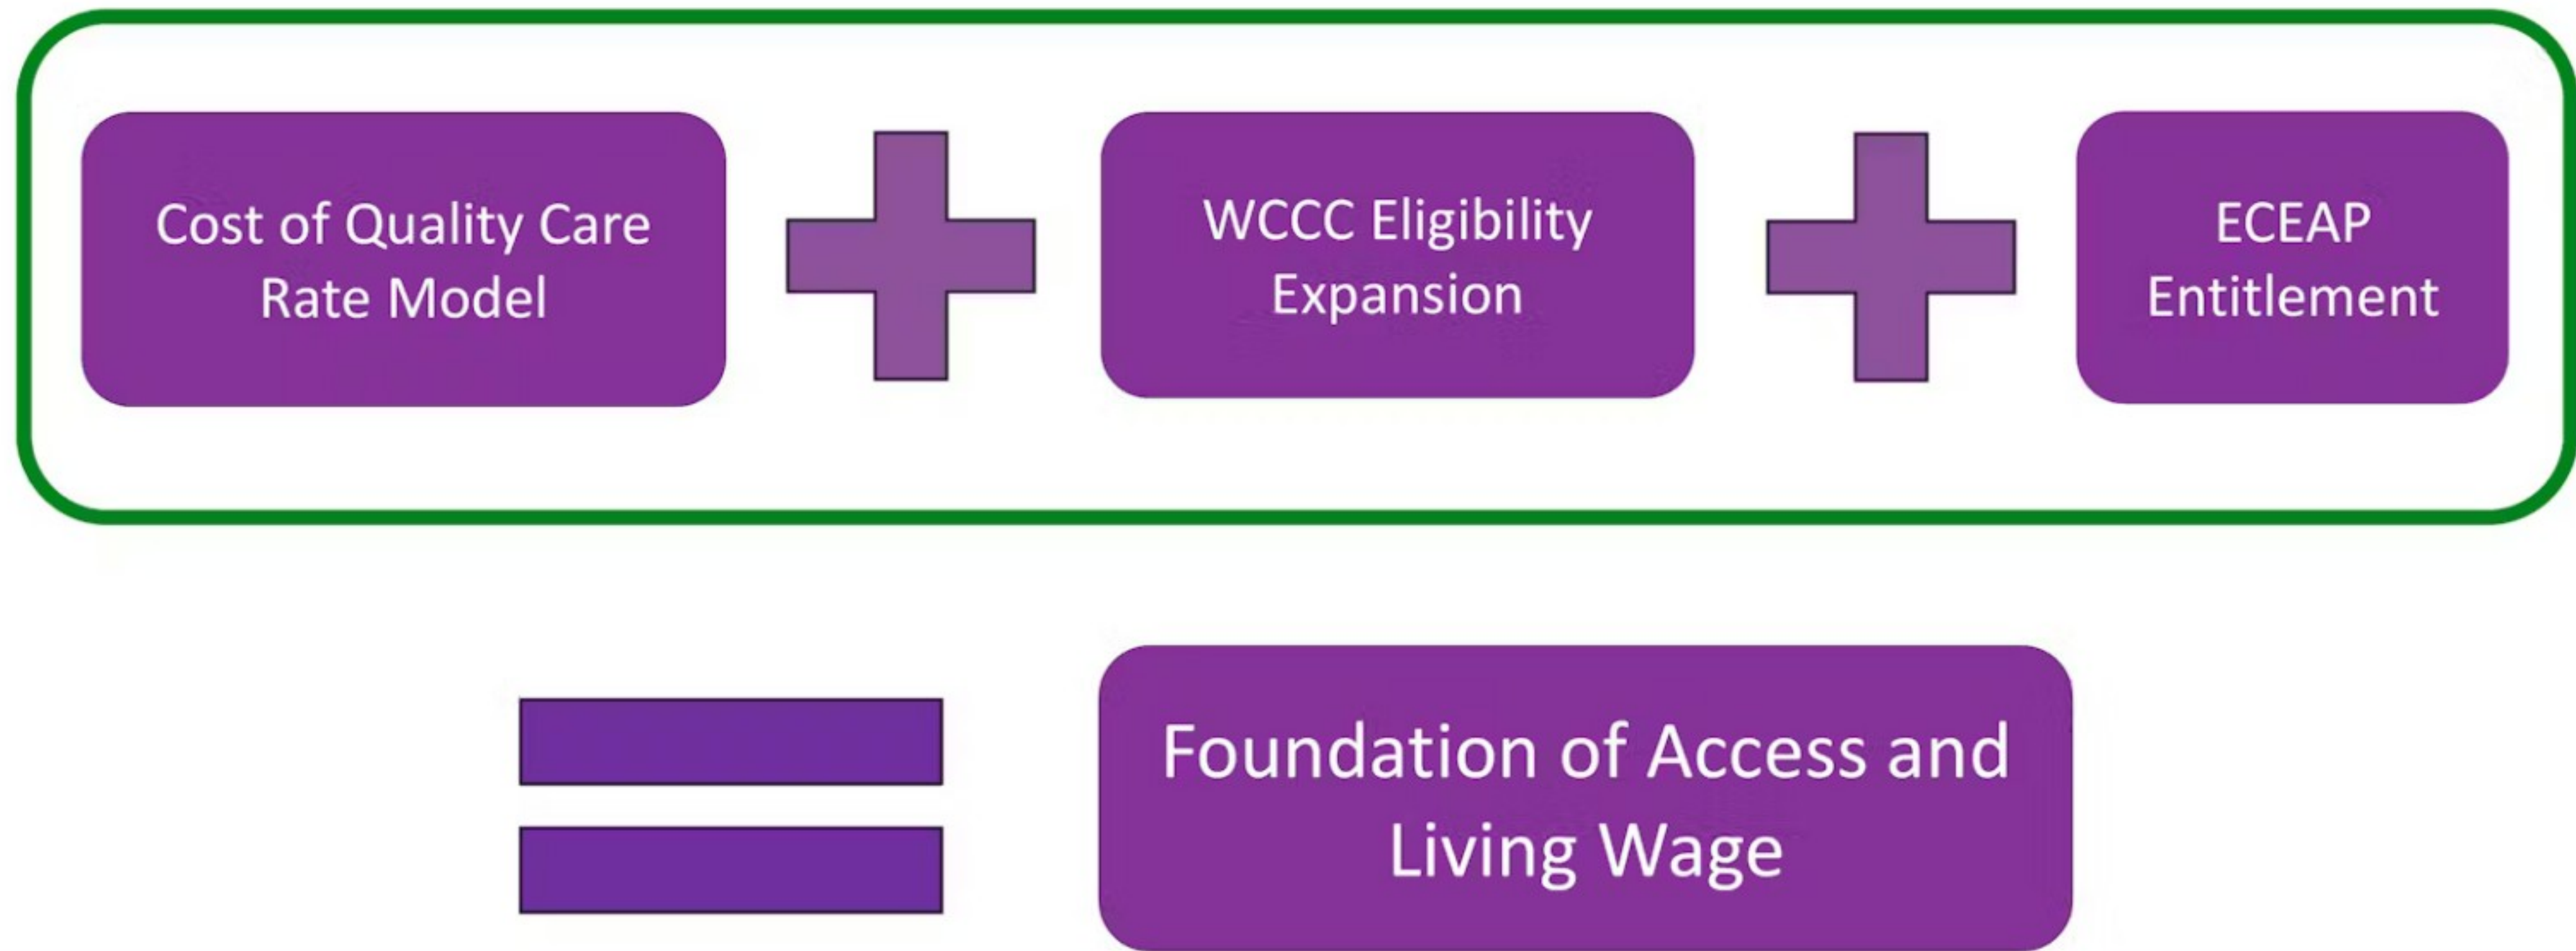 Cost of Quality Care
Rate Model
WCCC Eligibility
Expansion
ECEAP
Entitlement
Foundation of Access and
Living Wage